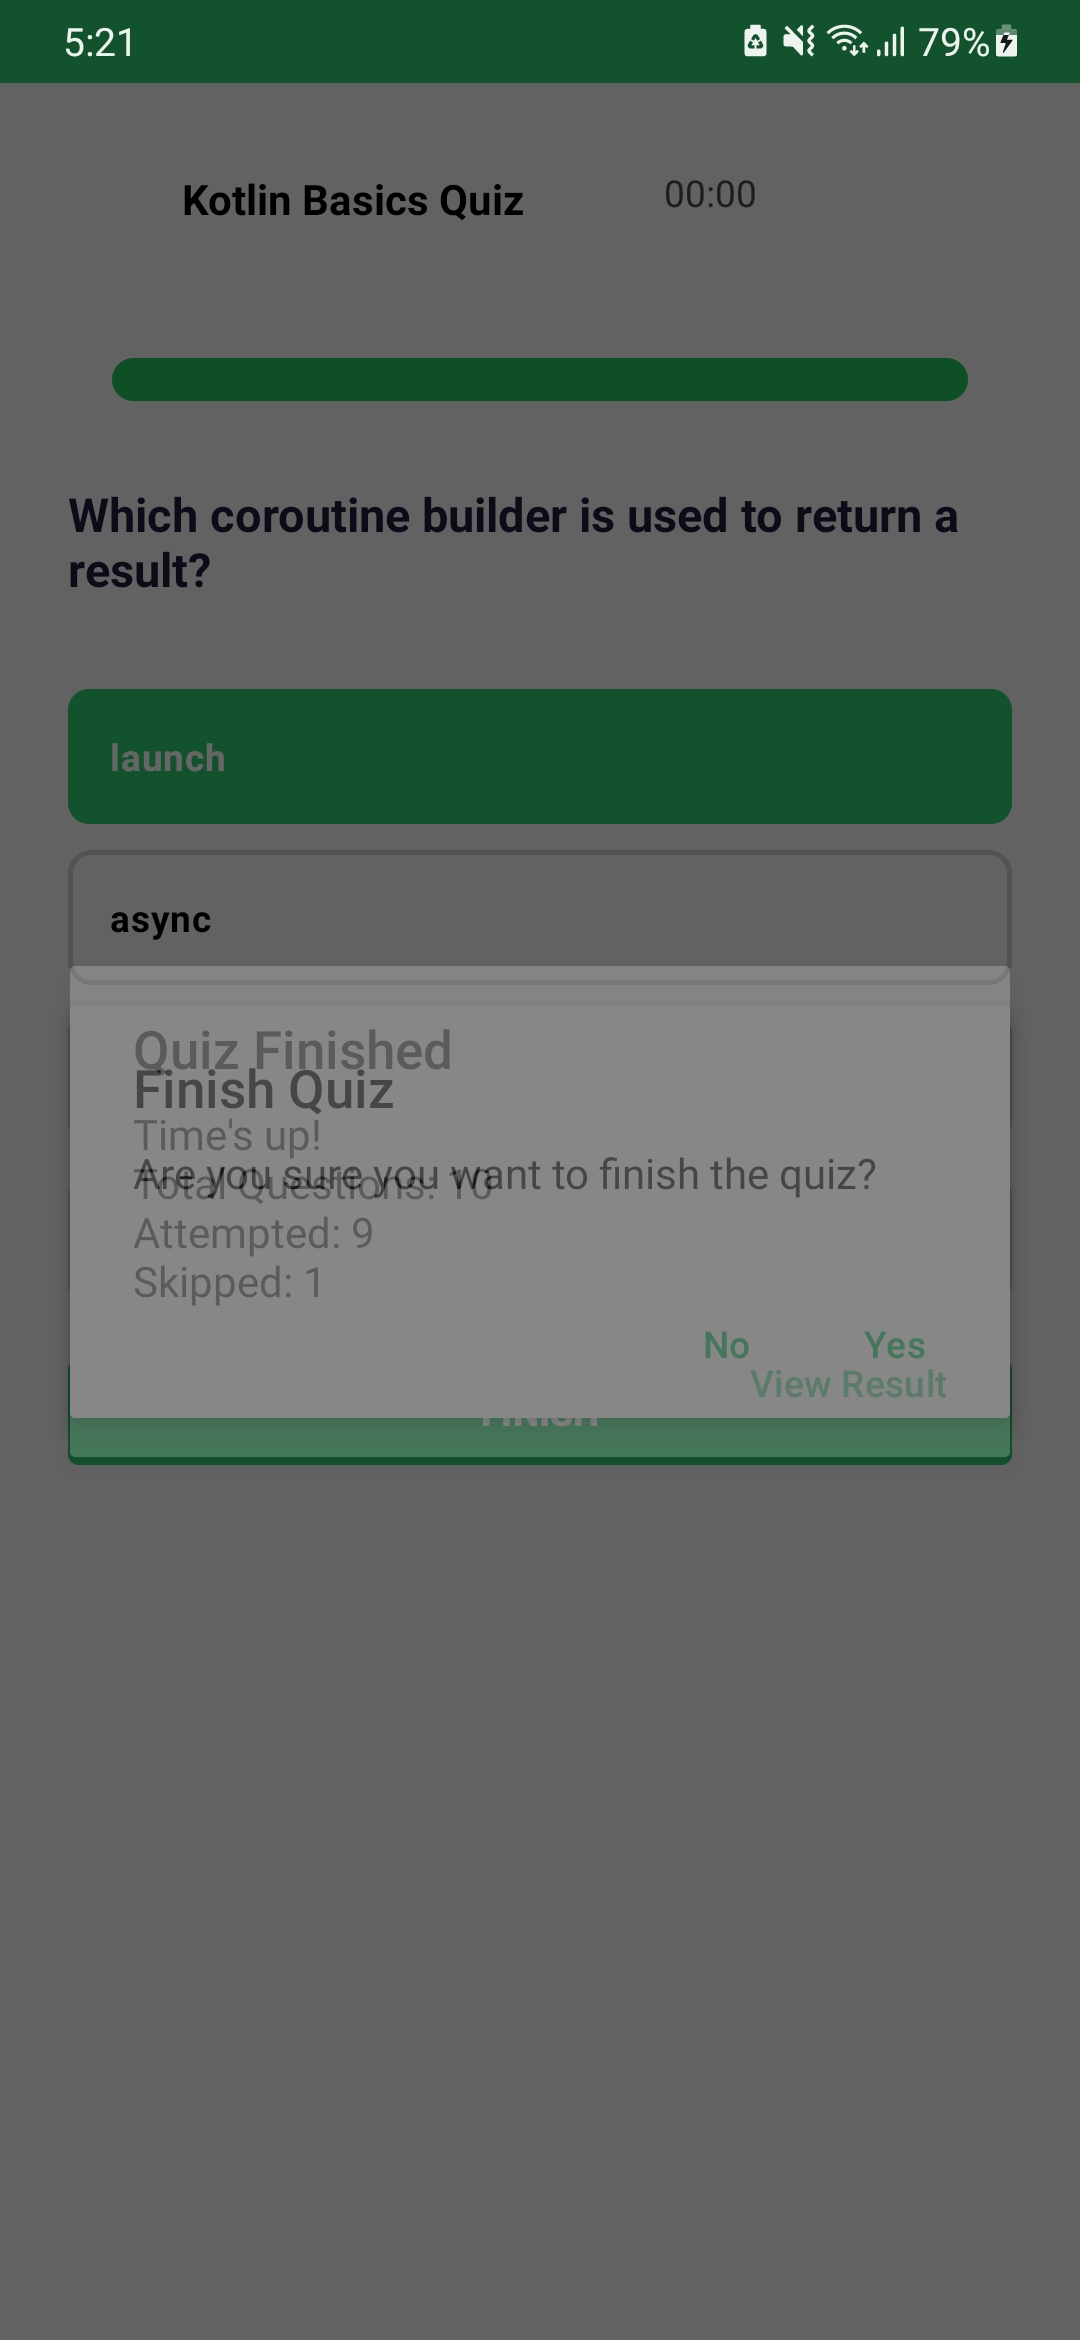 5:21
79%
Kotlin Basics Quiz
00:00
Which coroutine builder is used to return a
result?
launch
async
Quiz Finished
Finish Quiz
Time's up!
Are you sure you want to finish the quiz?
Total Questions: 10
Attempted: 9
Skipped: 1
No Yes
View Result
FINISH